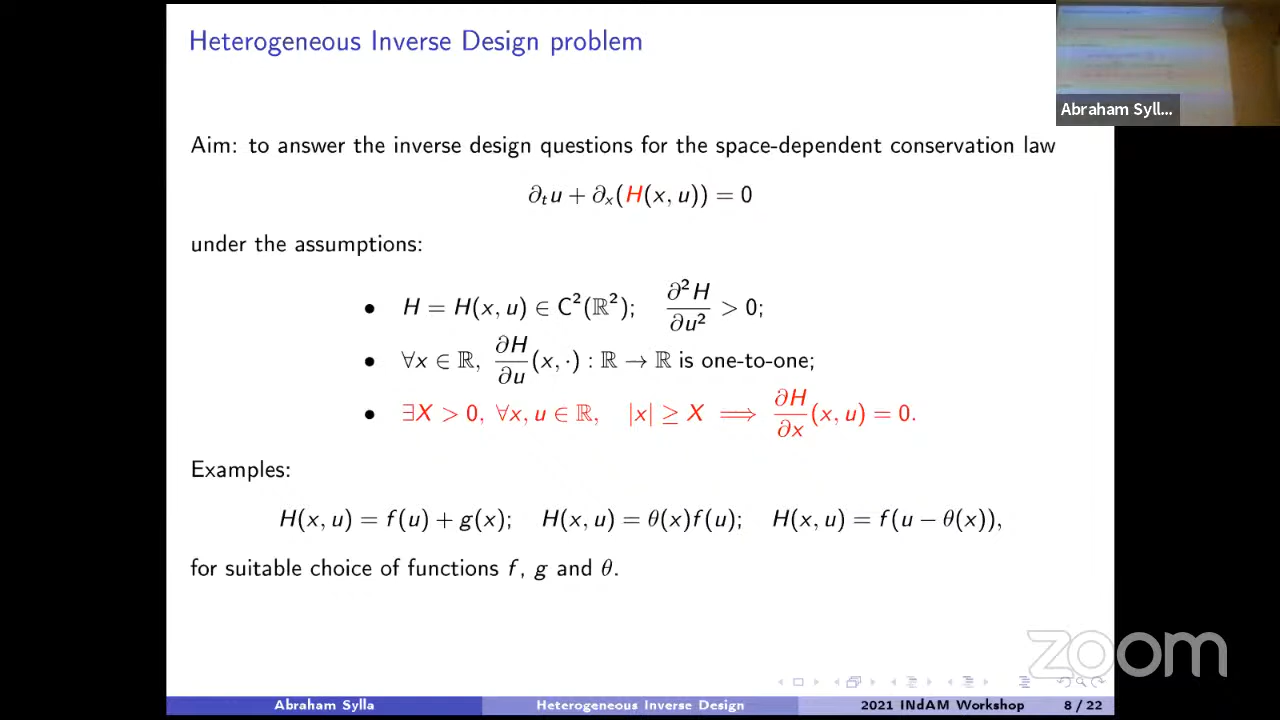 Heterogeneous Inverse Design problem
Abraham Syll...
Aim: to answer the inverse design questions for the space-dependent conservation law
∂ₜu + ∂ₓ(H(x, u)) = 0
under the assumptions:
• H = H(x, u) ∈ C²(ℝ²); ∂²H/∂u² > 0;
• ∀x ∈ ℝ, ∂H/∂u (x, ·) : ℝ → ℝ is one-to-one;
• ∃X > 0, ∀x, u ∈ ℝ, |x| ≥ X ⟹ ∂H/∂x (x, u) = 0.
Examples:
H(x, u) = f(u) + g(x); H(x, u) = θ(x)f(u); H(x, u) = f(u − θ(x)),
for suitable choice of functions f, g and θ.
zoom
Abraham Sylla Heterogeneous Inverse Design 2021 INdAM Workshop 8 / 22